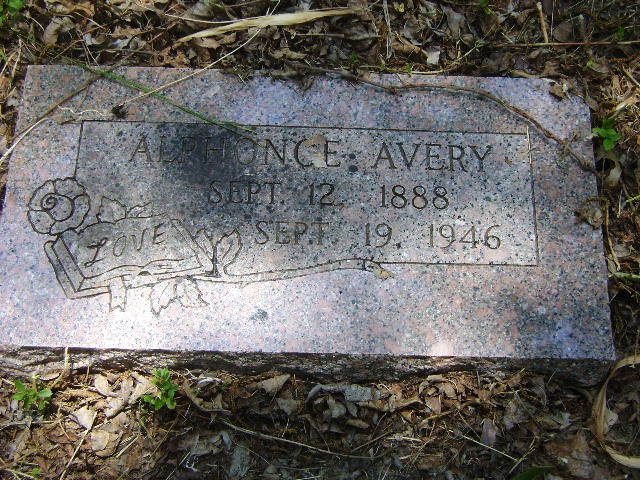 ALPHONCE AVERY
SEPT. 12, 1888
SEPT. 19, 1946
LOVE